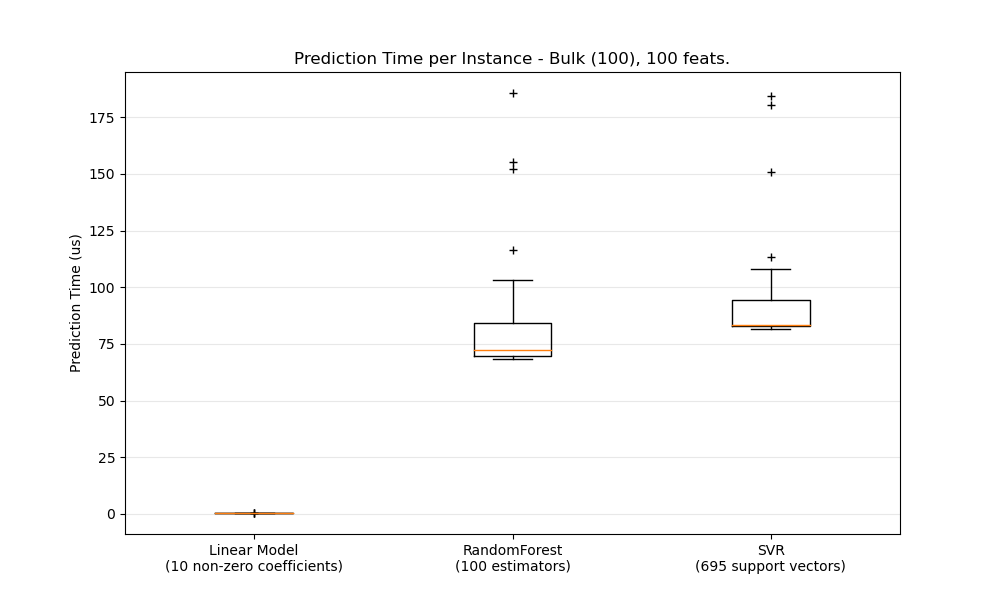 Prediction Time per Instance - Bulk (100), 100 feats.
Prediction Time (us)
175
150
125
100
75
50
25
0
Linear Model
(10 non-zero coefficients)
RandomForest
(100 estimators)
SVR
(695 support vectors)